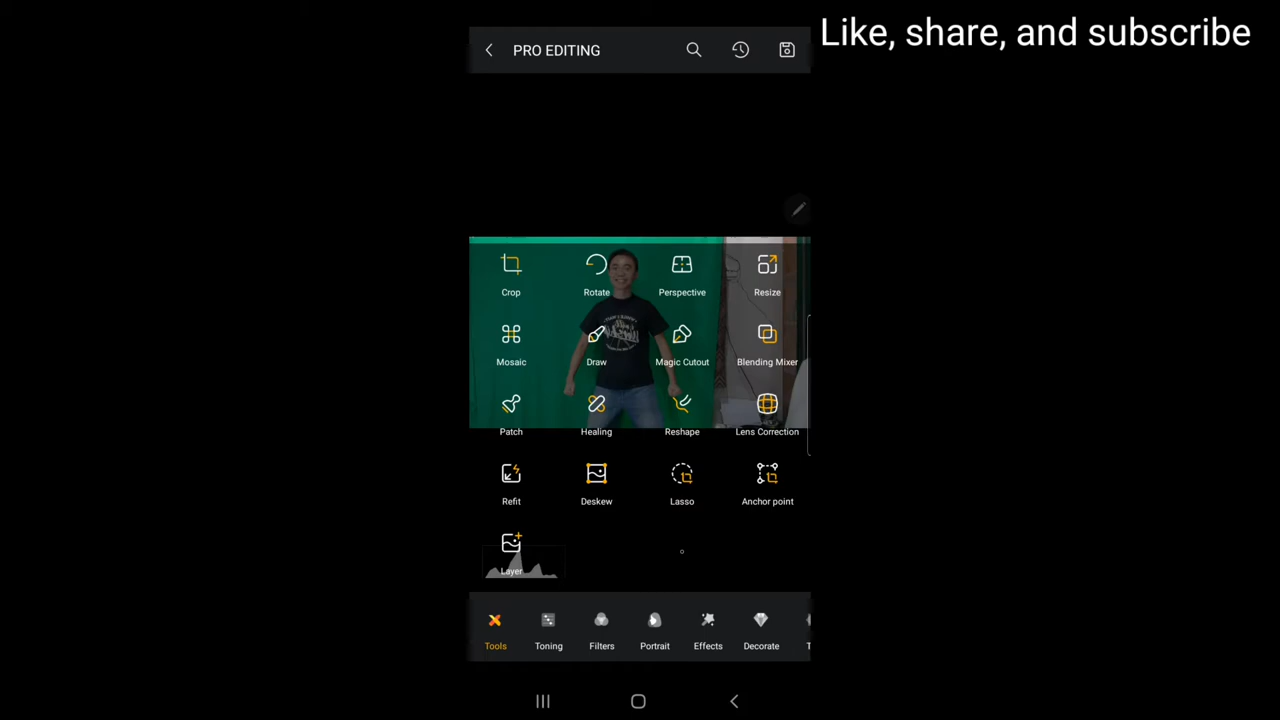 Like, share, and subscribe
PRO EDITING
Crop Rotate Perspective Resize
Mosaic Draw Magic Cutout Blending Mixer
Patch Healing Reshape Lens Correction
Refit Deskew Lasso Anchor point
Layer
Tools Toning Filters Portrait Effects Decorate